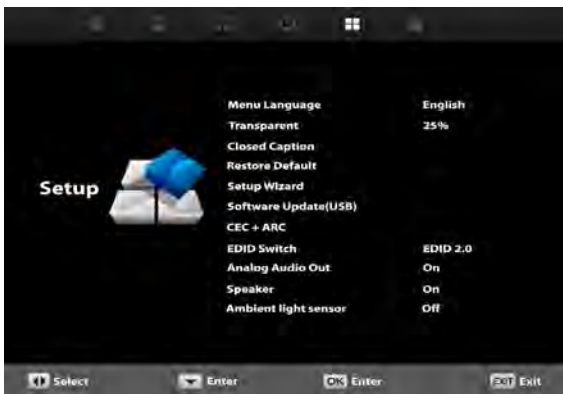 Setup
Menu Language English
Transparent 25%
Closed Caption
Restore Default
Setup Wizard
Software Update(USB)
CEC + ARC
EDID Switch EDID 2.0
Analog Audio Out On
Speaker On
Ambient light sensor Off
Select Enter OK Enter EXIT Exit